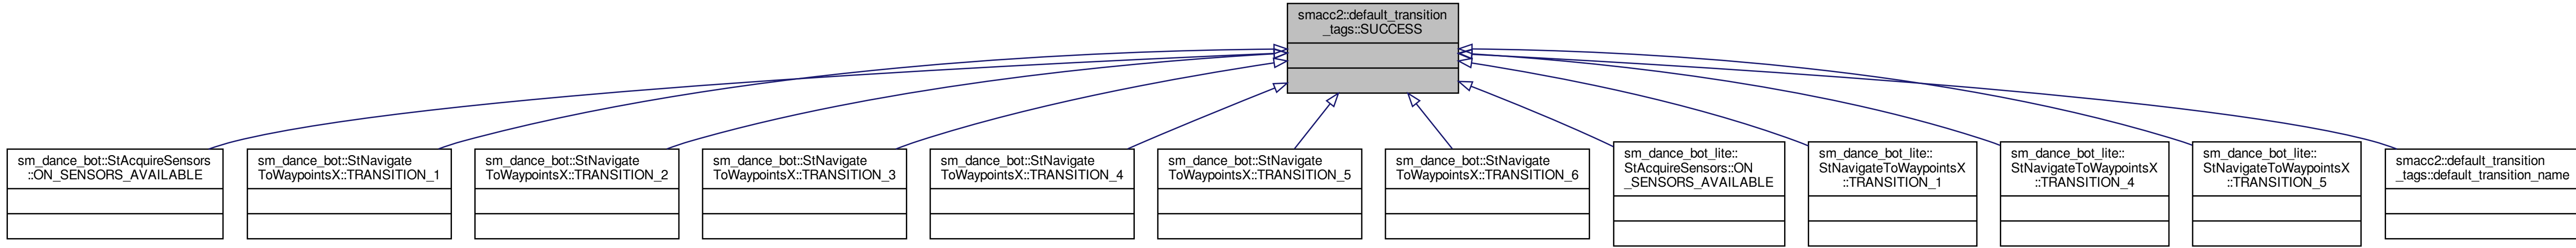 smacc2::default_transition
_tags::SUCCESS
sm_dance_bot::StAcquireSensors
::ON_SENSORS_AVAILABLE
sm_dance_bot::StNavigate
ToWaypointsX::TRANSITION_1
sm_dance_bot::StNavigate
ToWaypointsX::TRANSITION_2
sm_dance_bot::StNavigate
ToWaypointsX::TRANSITION_3
sm_dance_bot::StNavigate
ToWaypointsX::TRANSITION_4
sm_dance_bot::StNavigate
ToWaypointsX::TRANSITION_5
sm_dance_bot::StNavigate
ToWaypointsX::TRANSITION_6
sm_dance_bot_lite::
StAcquireSensors::ON
_SENSORS_AVAILABLE
sm_dance_bot_lite::
StNavigateToWaypointsX
::TRANSITION_1
sm_dance_bot_lite::
StNavigateToWaypointsX
::TRANSITION_4
sm_dance_bot_lite::
StNavigateToWaypointsX
::TRANSITION_5
smacc2::default_transition
_tags::default_transition_name